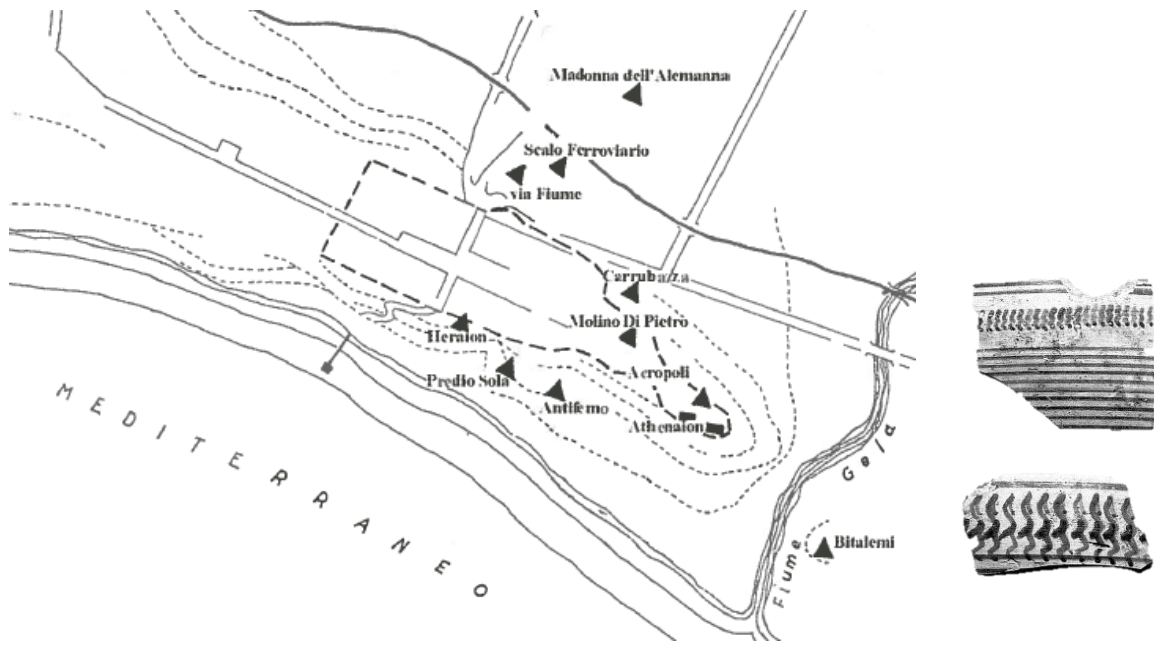 Madonna dell'Alemanna
Scalo Ferroviario
via Fiume
Carrubazza
Molino Di Pietro
Heraion
Predio Sola
Acropoli
Antifemo
Athenaion
MEDITERRANEO
Fiume Gela
Bitalemi